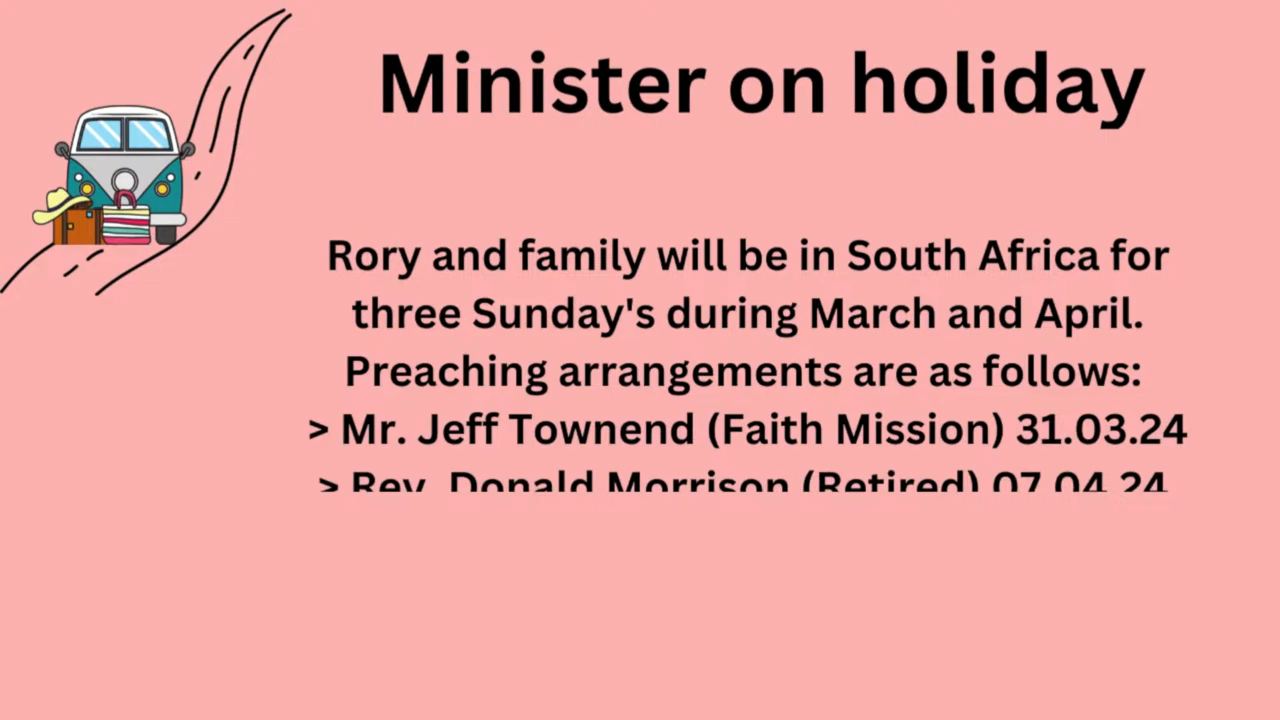 Minister on holiday
Rory and family will be in South Africa for
three Sunday's during March and April.
Preaching arrangements are as follows:
> Mr. Jeff Townend (Faith Mission) 31.03.24
> Rev. Donald Morrison (Retired) 07.04.24